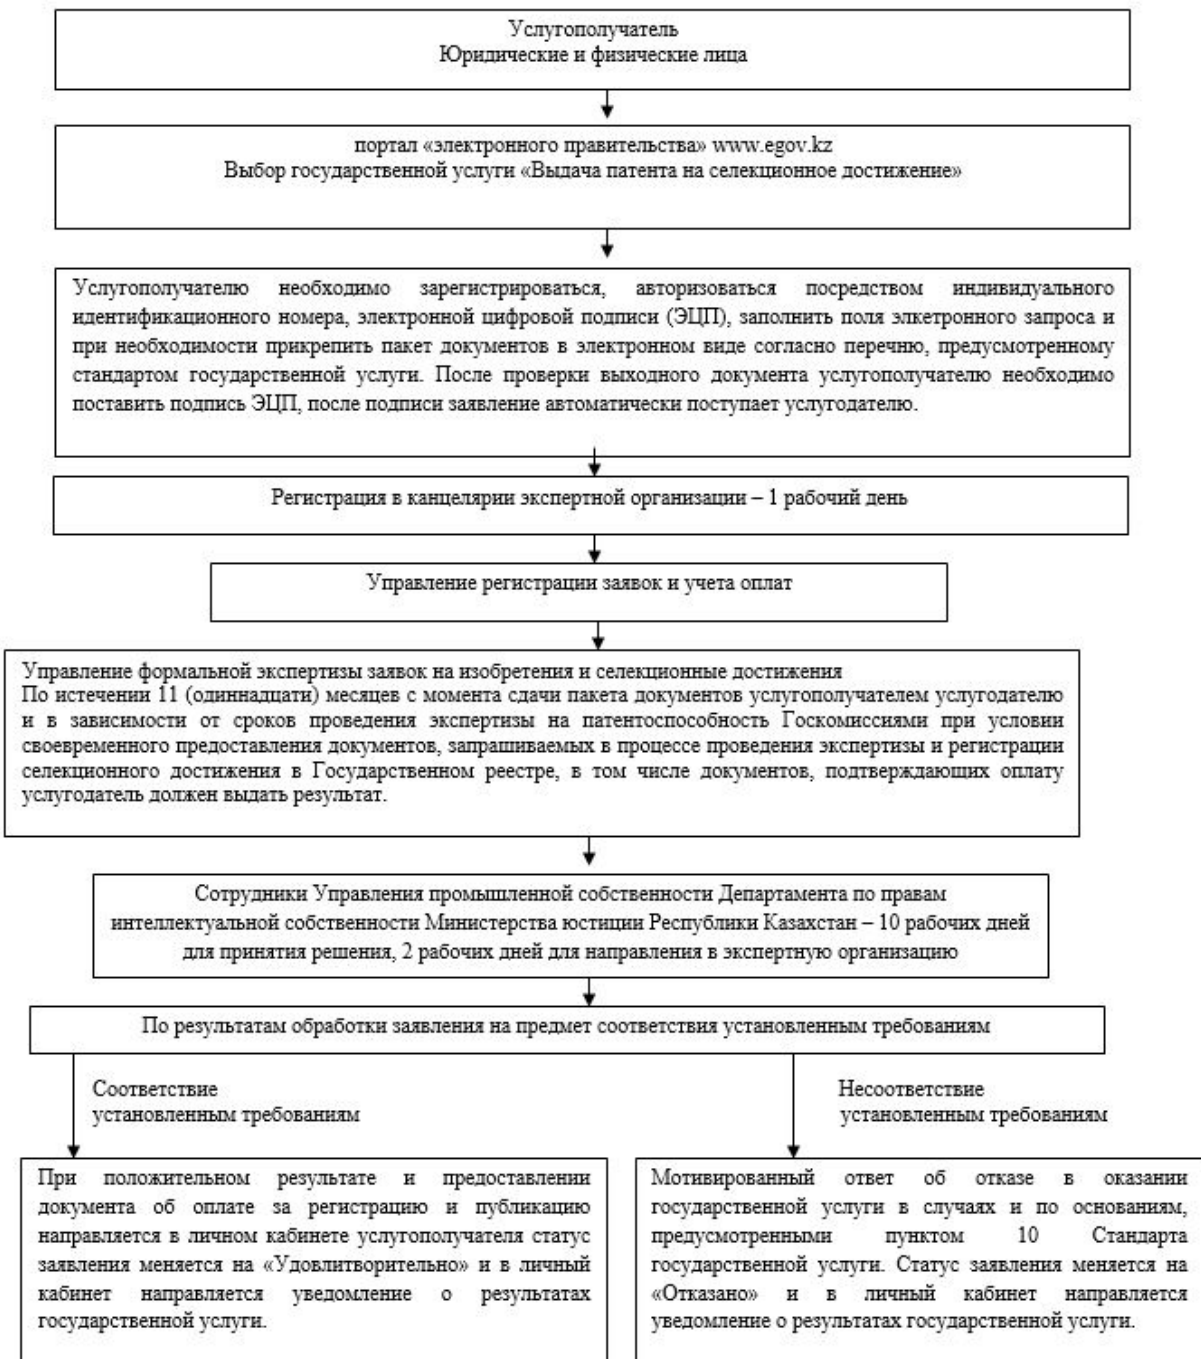 Услугополучатель
Юридические и физические лица
портал «электронного правительства» www.egov.kz
Выбор государственной услуги «Выдача патента на селекционное достижение»
Услугополучателю необходимо зарегистрироваться, авторизоваться посредством индивидуального
идентификационного номера, электронной цифровой подписи (ЭЦП), заполнить поля элкетронного запроса и
при необходимости прикрепить пакет документов в электронном виде согласно перечню, предусмотренному
стандартом государственной услуги. После проверки выходного документа услугополучателю необходимо
поставить подпись ЭЦП, после подписи заявление автоматически поступает услугодателю.
Регистрация в канцелярии экспертной организации – 1 рабочий день
Управление регистрации заявок и учета оплат
Управление формальной экспертизы заявок на изобретения и селекционные достижения
По истечении 11 (одиннадцати) месяцев с момента сдачи пакета документов услугополучателем услугодателю
и в зависимости от сроков проведения экспертизы на патентоспособность Госкомиссиями при условии
своевременного предоставления документов, запрашиваемых в процессе проведения экспертизы и регистрации
селекционного достижения в Государственном реестре, в том числе документов, подтверждающих оплату
услугодатель должен выдать результат.
Сотрудники Управления промышленной собственности Департамента по правам
интеллектуальной собственности Министерства юстиции Республики Казахстан – 10 рабочих дней
для принятия решения, 2 рабочих дней для направления в экспертную организацию
По результатам обработки заявления на предмет соответствия установленным требованиям
Соответствие
установленным требованиям
Несоответствие
установленным требованиям
При положительном результате и предоставлении
документа об оплате за регистрацию и публикацию
направляется в личном кабинете услугополучателя статус
заявления меняется на «Удовлитворительно» и в личный
кабинет направляется уведомление о результатах
государственной услуги.
Мотивированный ответ об отказе в оказании
государственной услуги в случаях и по основаниям,
предусмотренными пунктом 10 Стандарта
государственной услуги. Статус заявления меняется на
«Отказано» и в личный кабинет направляется
уведомление о результатах государственной услуги.